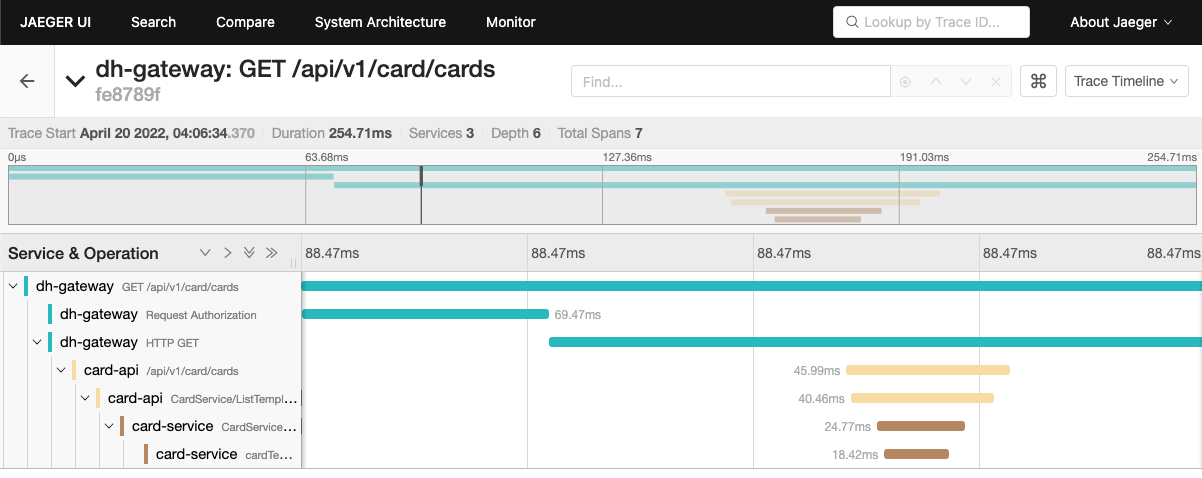 JAEGER UI Search Compare System Architecture Monitor Lookup by Trace ID... About Jaeger
dh-gateway: GET /api/v1/card/cards
fe8789f
Find...
Trace Timeline
Trace Start April 20 2022, 04:06:34.370 Duration 254.71ms Services 3 Depth 6 Total Spans 7
0μs 63.68ms 127.36ms 191.03ms 254.71ms
Service & Operation 88.47ms 88.47ms 88.47ms 88.47ms 88.47ms
dh-gateway GET /api/v1/card/cards
dh-gateway Request Authorization 69.47ms
dh-gateway HTTP GET
card-api /api/v1/card/cards 45.99ms
card-api CardService/ListTempl... 40.46ms
card-service CardService... 24.77ms
card-service cardTe... 18.42ms